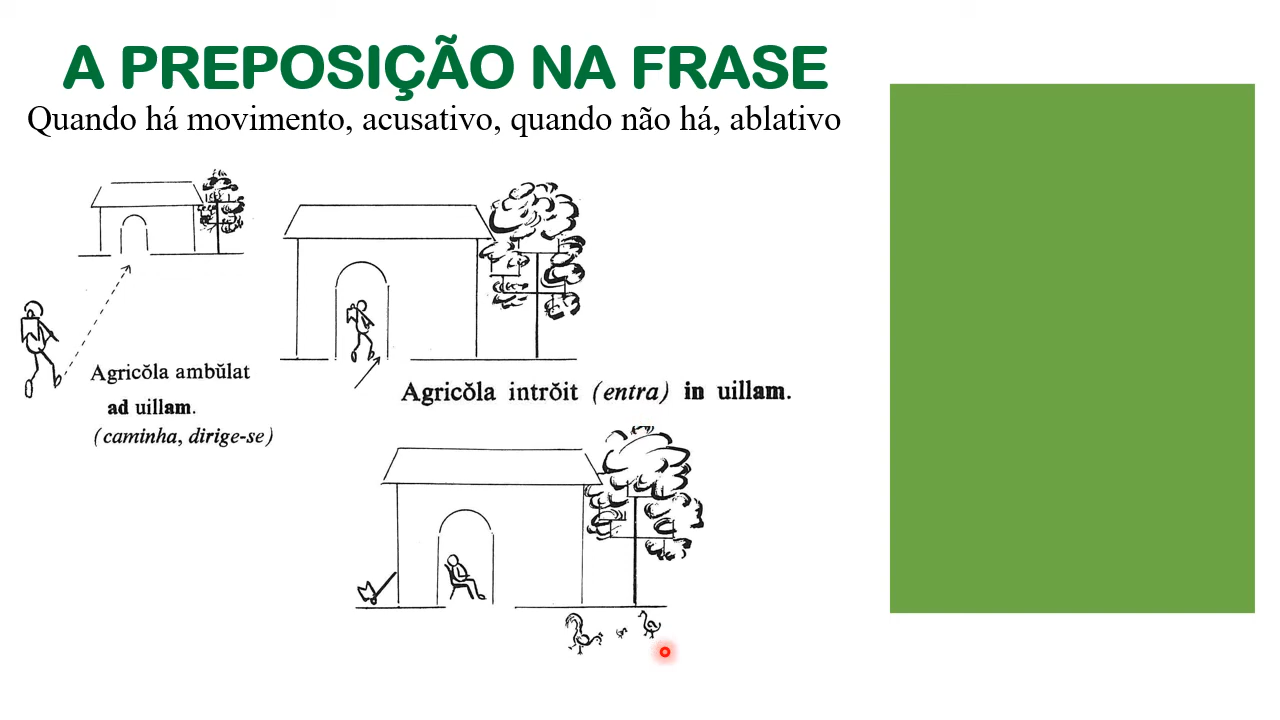 A PREPOSIÇÃO NA FRASE
Quando há movimento, acusativo, quando não há, ablativo
Agricŏla ambŭlat
ad uillam.
(caminha, dirige-se)
Agricŏla intrŏit (entra) in uillam.